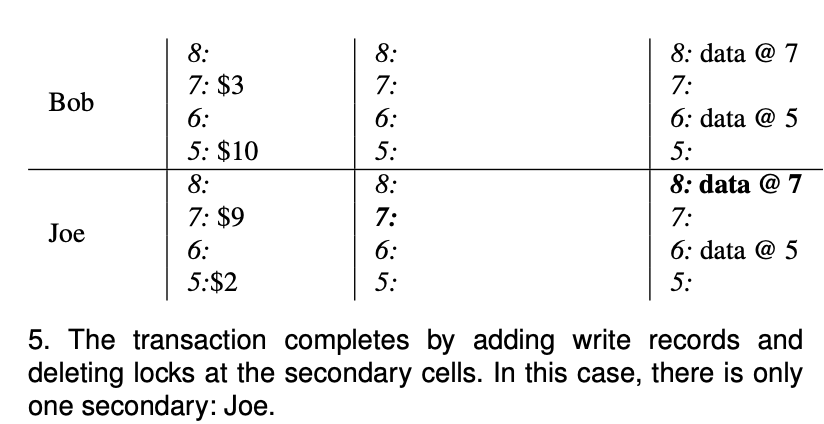 8: 8: 8: data @ 7
7: $3 7: 7:
Bob
6: 6: 6: data @ 5
5: $10 5: 5:
8: 8: 8: data @ 7
7: $9 7: 7:
Joe
6: 6: 6: data @ 5
5:$2 5: 5:
5. The transaction completes by adding write records and
deleting locks at the secondary cells. In this case, there is only
one secondary: Joe.